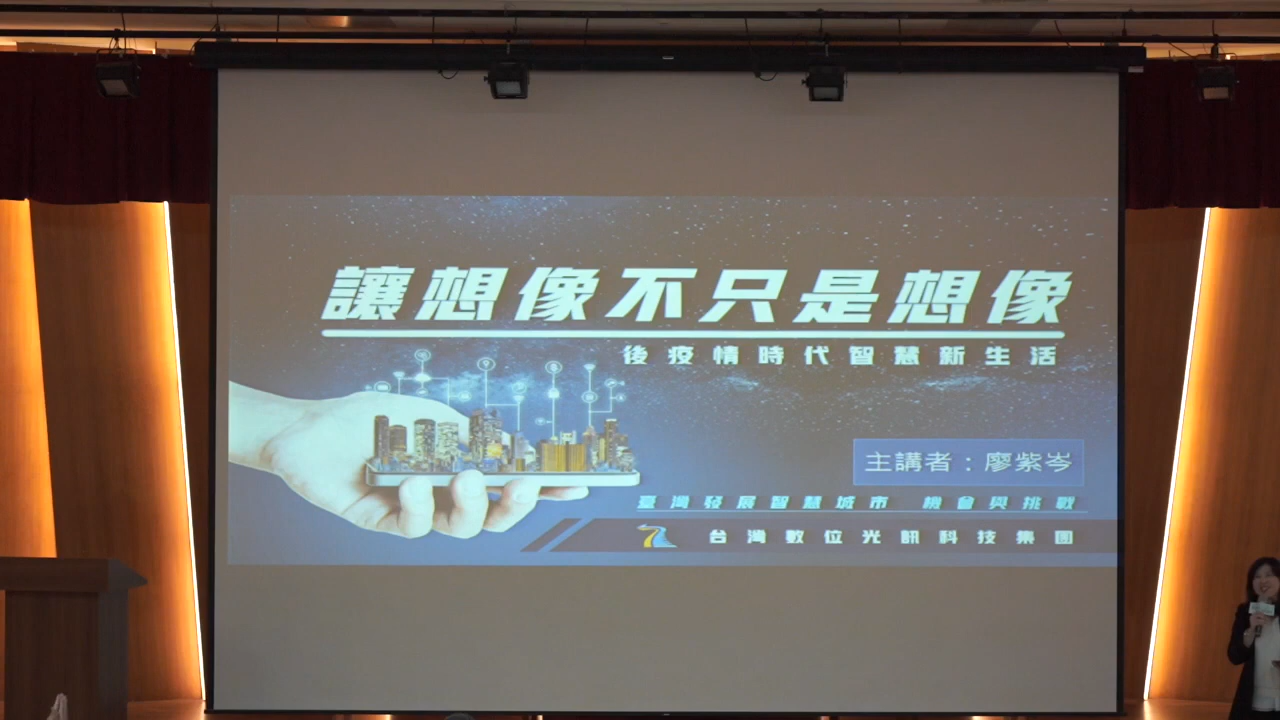 讓想像不只是想像
後疫情時代智慧新生活
主講者：廖紫岑
臺灣發展智慧城市 機會與挑戰
台灣數位光訊科技集團